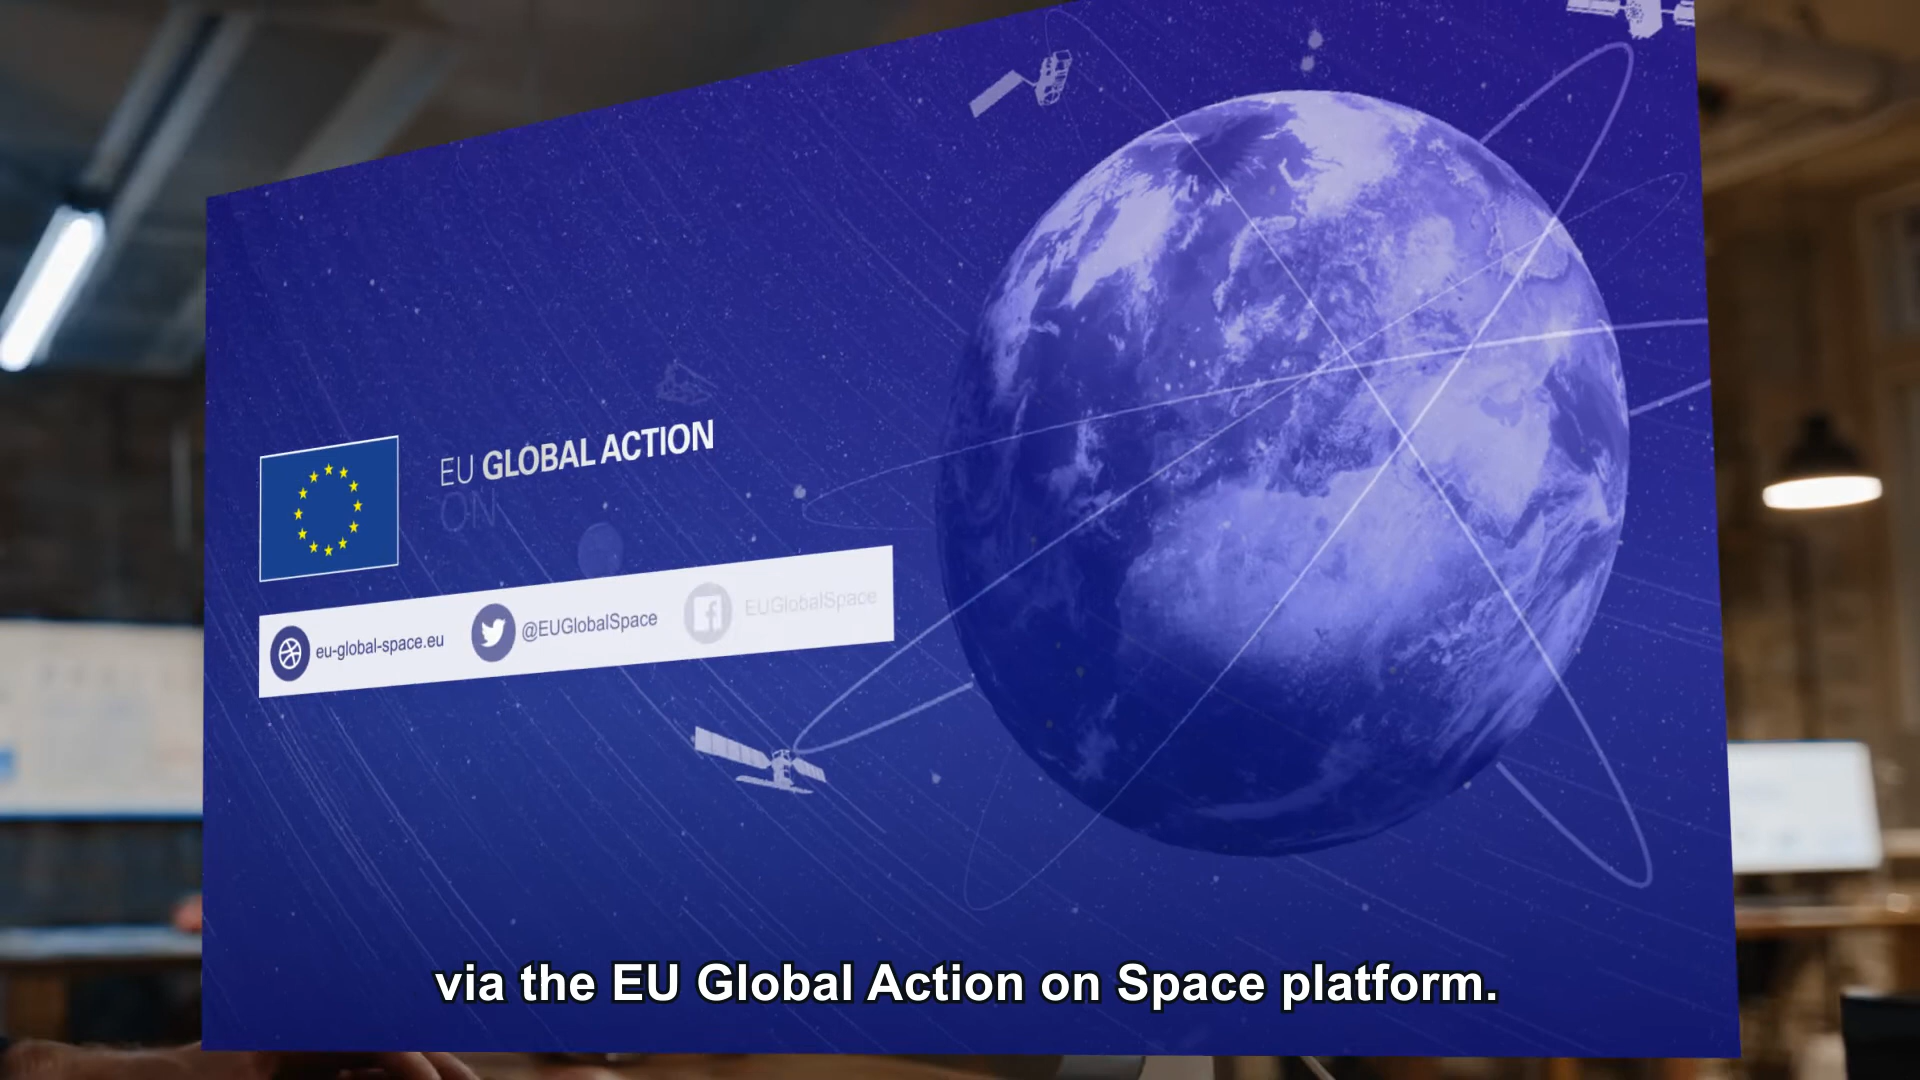 EU GLOBAL ACTION
ON
eu-global-space.eu
@EUGlobalSpace
EUGlobalSpace
via the EU Global Action on Space platform.